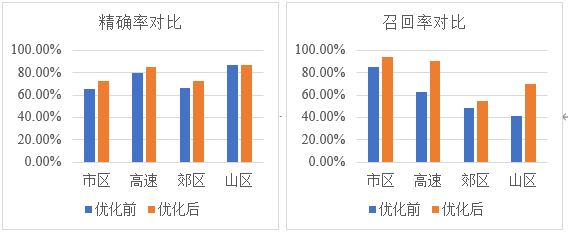 精确率对比
100.00%
80.00%
60.00%
40.00%
20.00%
0.00%
市区 高速 郊区 山区
优化前 优化后
召回率对比
100.00%
80.00%
60.00%
40.00%
20.00%
0.00%
市区 高速 郊区 山区
优化前 优化后